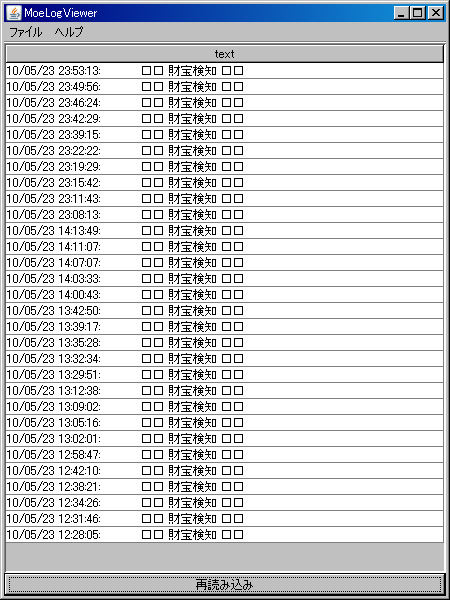 MoeLogViewer
ファイル ヘルプ
text
10/05/23 23:53:13: □□ 財宝検知 □□
10/05/23 23:49:56: □□ 財宝検知 □□
10/05/23 23:46:24: □□ 財宝検知 □□
10/05/23 23:42:29: □□ 財宝検知 □□
10/05/23 23:39:15: □□ 財宝検知 □□
10/05/23 23:22:22: □□ 財宝検知 □□
10/05/23 23:19:29: □□ 財宝検知 □□
10/05/23 23:15:42: □□ 財宝検知 □□
10/05/23 23:11:43: □□ 財宝検知 □□
10/05/23 23:08:13: □□ 財宝検知 □□
10/05/23 14:13:49: □□ 財宝検知 □□
10/05/23 14:11:07: □□ 財宝検知 □□
10/05/23 14:07:07: □□ 財宝検知 □□
10/05/23 14:03:33: □□ 財宝検知 □□
10/05/23 14:00:43: □□ 財宝検知 □□
10/05/23 13:42:50: □□ 財宝検知 □□
10/05/23 13:39:17: □□ 財宝検知 □□
10/05/23 13:35:28: □□ 財宝検知 □□
10/05/23 13:32:34: □□ 財宝検知 □□
10/05/23 13:29:51: □□ 財宝検知 □□
10/05/23 13:12:38: □□ 財宝検知 □□
10/05/23 13:09:02: □□ 財宝検知 □□
10/05/23 13:05:16: □□ 財宝検知 □□
10/05/23 13:02:01: □□ 財宝検知 □□
10/05/23 12:58:47: □□ 財宝検知 □□
10/05/23 12:42:10: □□ 財宝検知 □□
10/05/23 12:38:21: □□ 財宝検知 □□
10/05/23 12:34:26: □□ 財宝検知 □□
10/05/23 12:31:46: □□ 財宝検知 □□
10/05/23 12:28:05: □□ 財宝検知 □□
再読み込み